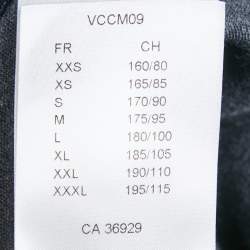 VCCM09
FR CH
XXS 160/80
XS 165/85
S 170/90
M 175/95
L 180/100
XL 185/105
XXL 190/110
XXXL 195/115
CA 36929